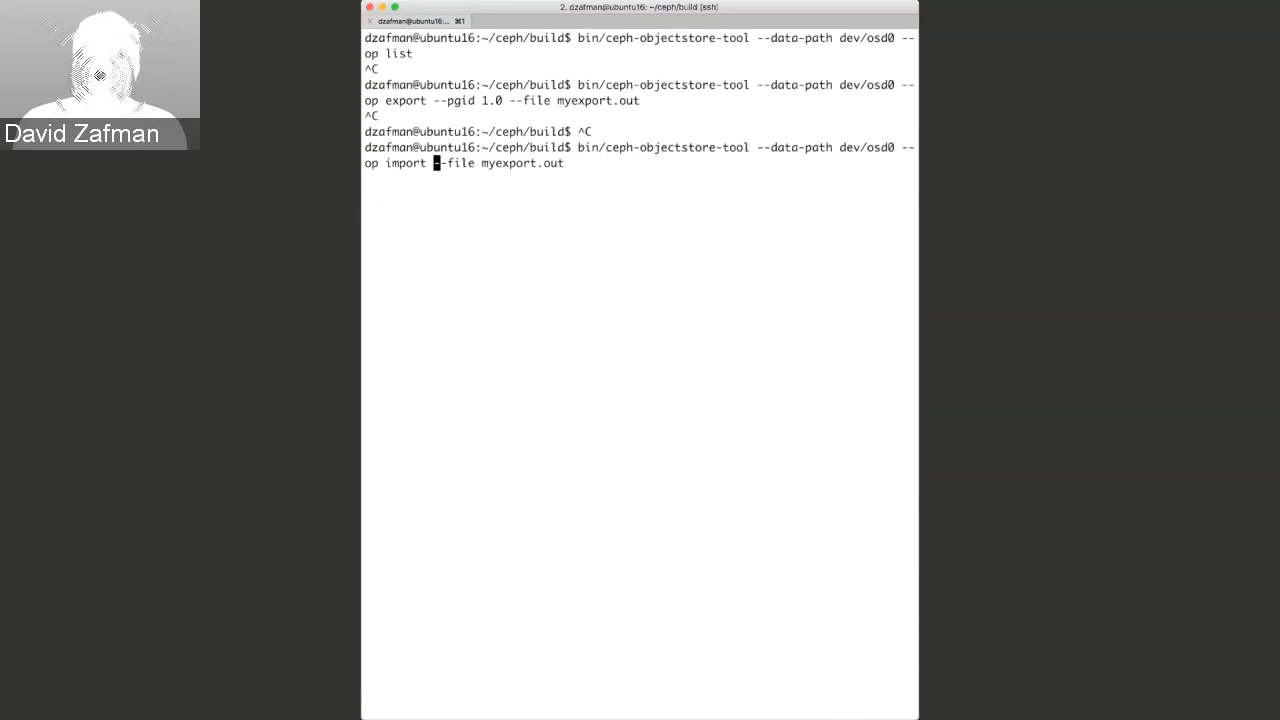 2. dzafman@ubuntu16: ~/ceph/build (ssh)
dzafman@ubuntu16:... ⌘1
dzafman@ubuntu16:~/ceph/build$ bin/ceph-objectstore-tool --data-path dev/osd0 --
op list
^C
dzafman@ubuntu16:~/ceph/build$ bin/ceph-objectstore-tool --data-path dev/osd0 --
op export --pgid 1.0 --file myexport.out
^C
dzafman@ubuntu16:~/ceph/build$ ^C
dzafman@ubuntu16:~/ceph/build$ bin/ceph-objectstore-tool --data-path dev/osd0 --
op import --file myexport.out
David Zafman